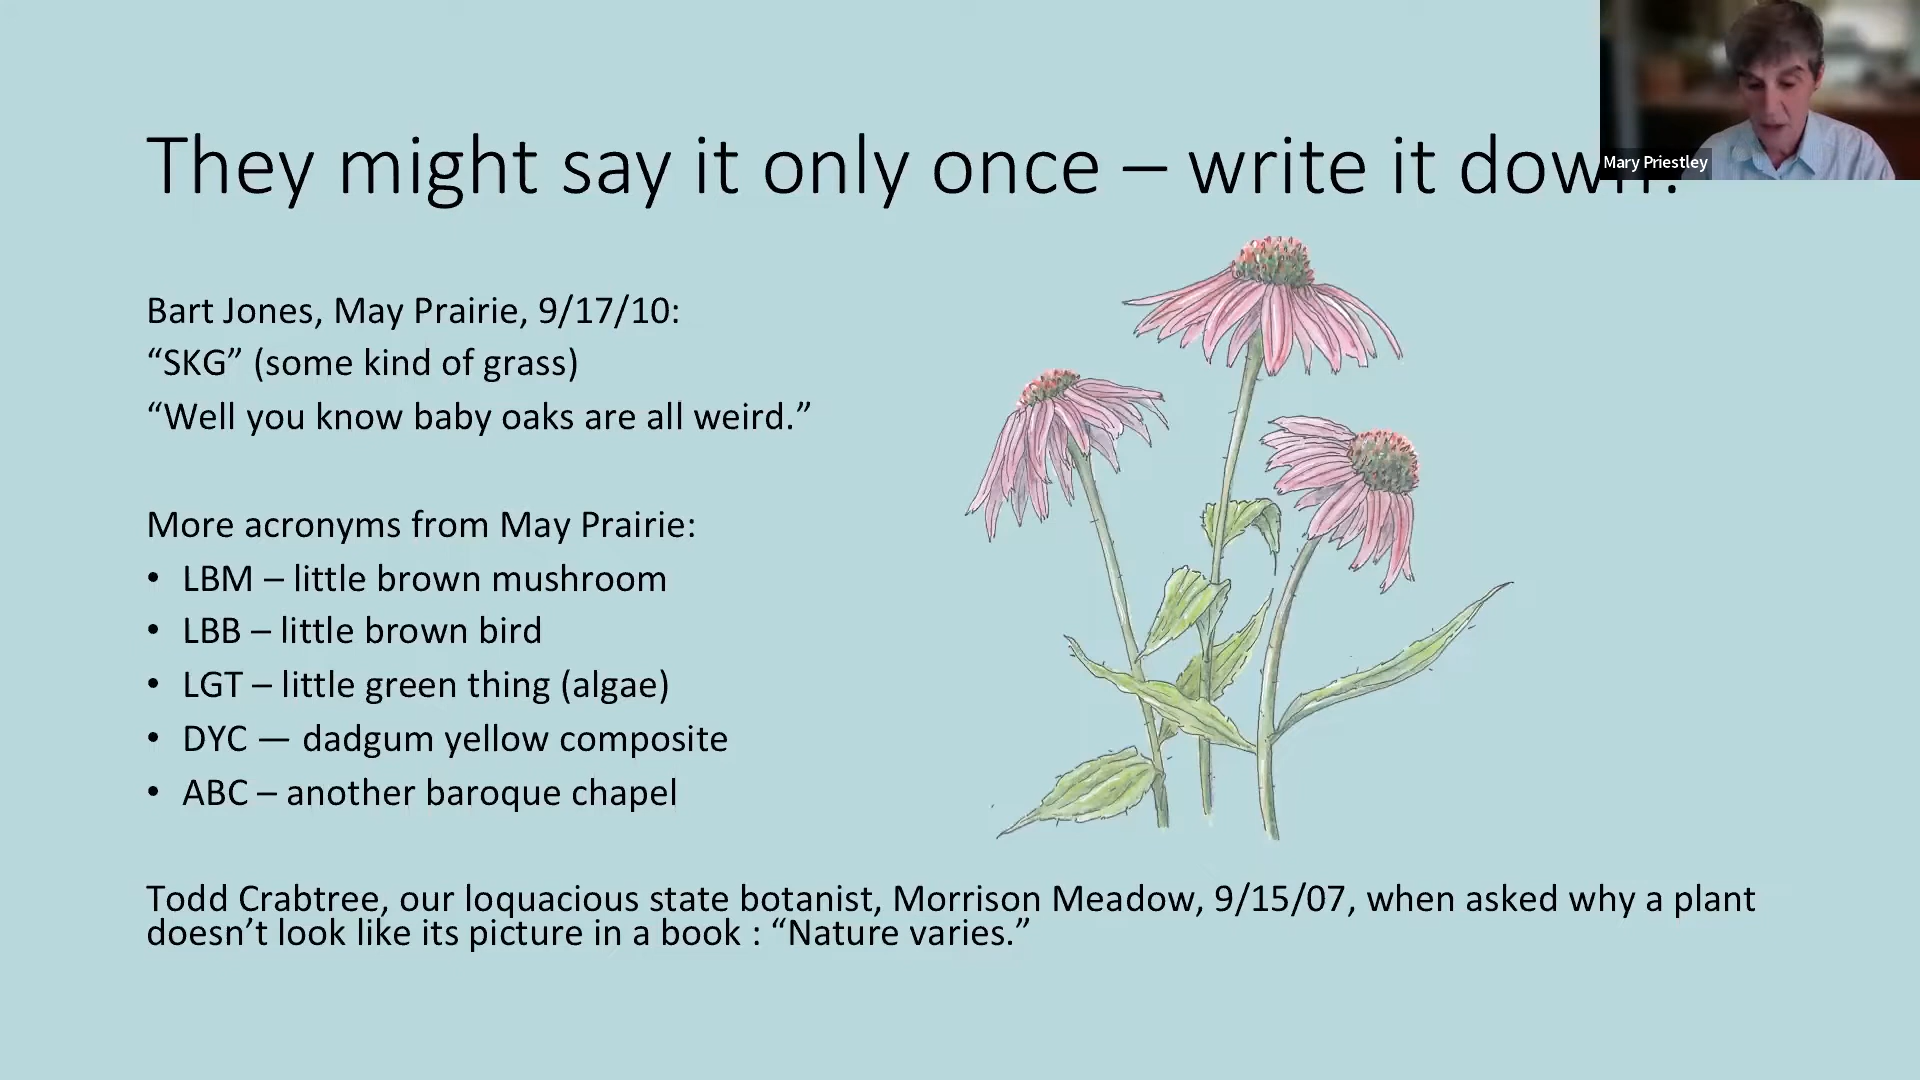 They might say it only once – write it down!
Mary Priestley
Bart Jones, May Prairie, 9/17/10:
“SKG” (some kind of grass)
“Well you know baby oaks are all weird.”
More acronyms from May Prairie:
• LBM – little brown mushroom
• LBB – little brown bird
• LGT – little green thing (algae)
• DYC — dadgum yellow composite
• ABC – another baroque chapel
Todd Crabtree, our loquacious state botanist, Morrison Meadow, 9/15/07, when asked why a plant
doesn’t look like its picture in a book : “Nature varies.”